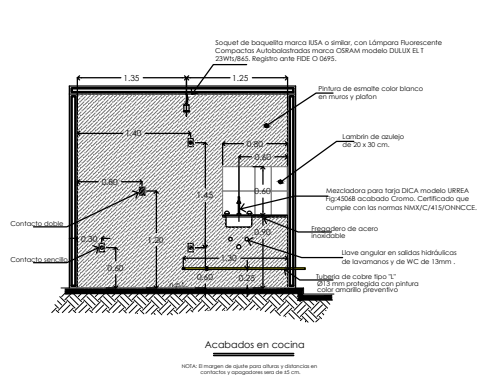 Soquet de baquelita marca IUSA o similar, con Lámpara Fluorescente
Compactas Autobalastradas marca OSRAM modelo DULUX EL T
23Wts/865. Registro ante FIDE O 0695.
1.35
1.25
Pintura de esmalte color blanco
en muros y plafon
1.40
0.80
0.60
Lambrin de azulejo
de 20 x 30 cm.
0.80
0.60
1.45
Mezcladora para tarja DICA modelo URREA
Fig:4506B acabado Cromo. Certificado que
cumple con las normas NMX/C/415/ONNCCE.
Contacto doble
1.20
0.90
Fregadero de acero
inoxidable
0.30
Llave angular en salidas hidráulicas
de lavamanos y de WC de 13mm .
Contacto sencillo
0.60
1.30
0.60
0.25
Tuberia de cobre tipo "L"
Ø13 mm protegida con pintura
color amarillo preventivo
Acabados en cocina
NOTA: El margen de ajuste para alturas y distancias en
contactos y apagadores sera de ±5 cm.